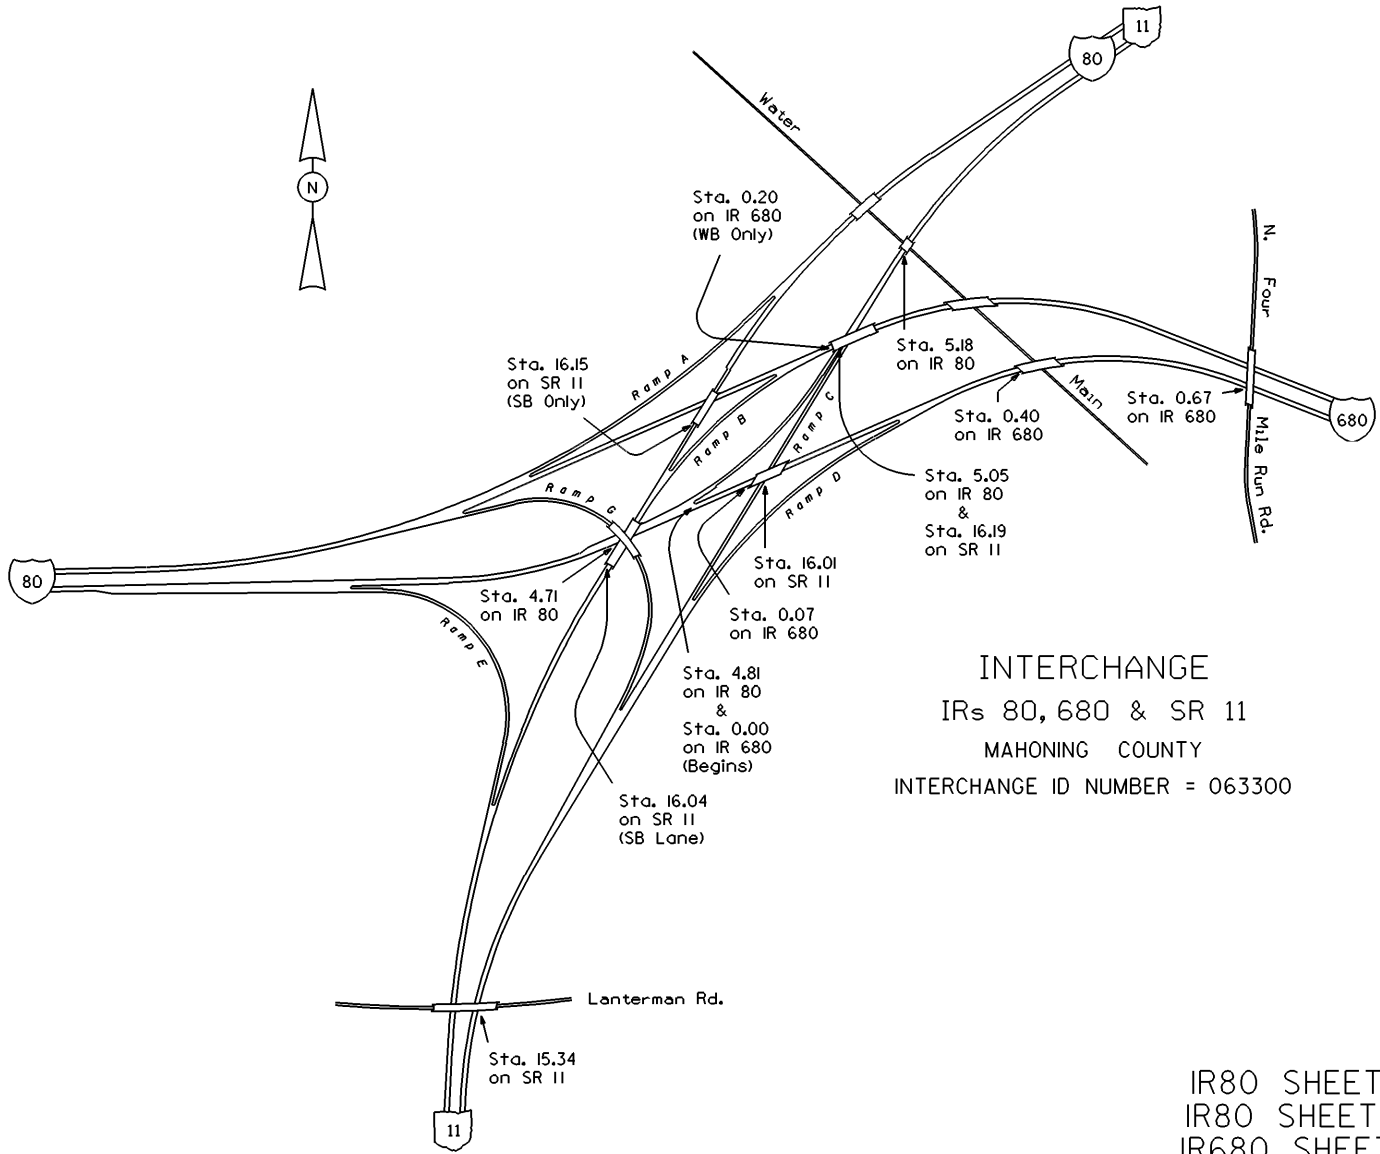 11
80
Water
N
Sta. 0.20
on IR 680
(WB Only)
N. Four
Sta. 5.18
on IR 80
Sta. 16.15
on SR 11
(SB Only)
Ramp A
Main
Sta. 0.67
on IR 680
Sta. 0.40
on IR 680
680
Ramp B
Ramp C
Mile Run Rd.
Ramp D
Ramp G
Sta. 5.05
on IR 80
&
Sta. 16.19
on SR 11
80
Sta. 16.01
on SR 11
Sta. 4.71
on IR 80
Sta. 0.07
on IR 680
Ramp E
Sta. 4.81
on IR 80
&
Sta. 0.00
on IR 680
(Begins)
INTERCHANGE
IRs 80, 680 & SR 11
MAHONING COUNTY
INTERCHANGE ID NUMBER = 063300
Sta. 16.04
on SR 11
(SB Lane)
Lanterman Rd.
Sta. 15.34
on SR 11
11
IR80 SHEET
IR80 SHEET
IR680 SHEET